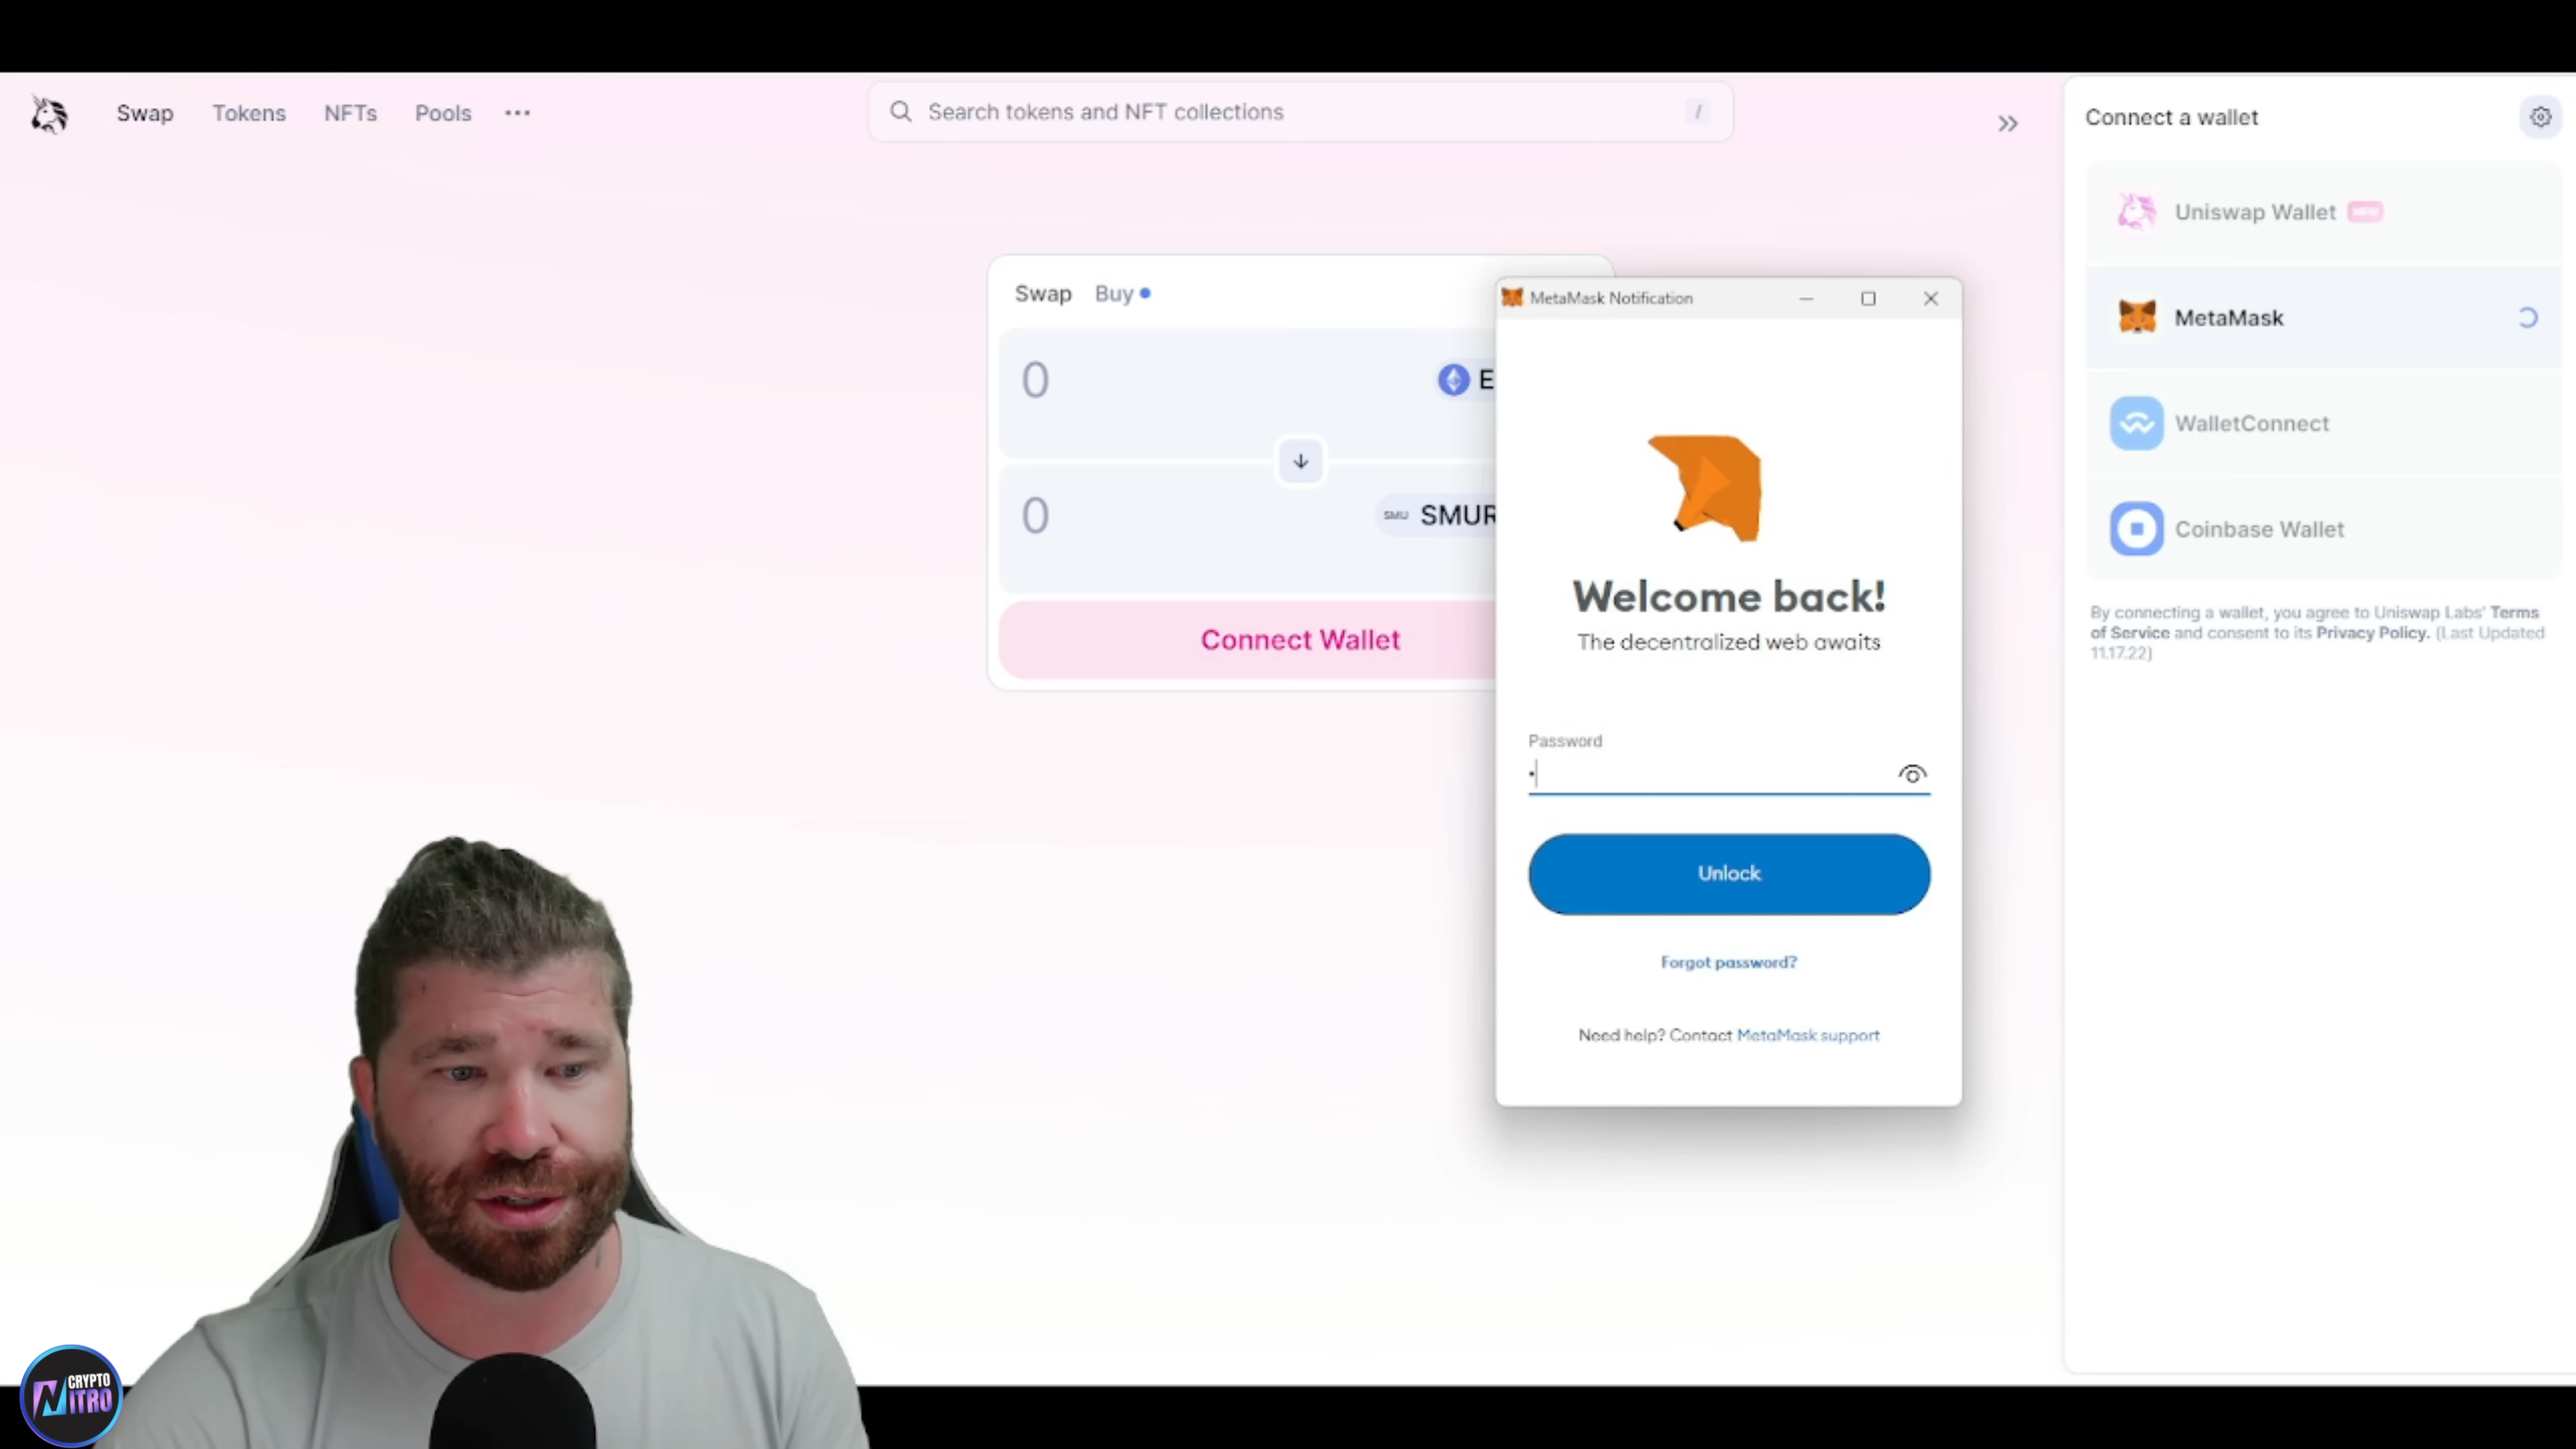 Swap Tokens NFTs Pools ...
Search tokens and NFT collections /
Connect a wallet
Uniswap Wallet NEW
MetaMask
WalletConnect
Coinbase Wallet
By connecting a wallet, you agree to Uniswap Labs' Terms
of Service and consent to its Privacy Policy. (Last Updated
11.17.22)
Swap Buy
0 E
0 SMU SMUR
Connect Wallet
MetaMask Notification
Welcome back!
The decentralized web awaits
Password
Unlock
Forgot password?
Need help? Contact MetaMask support
CRYPTO
NITRO